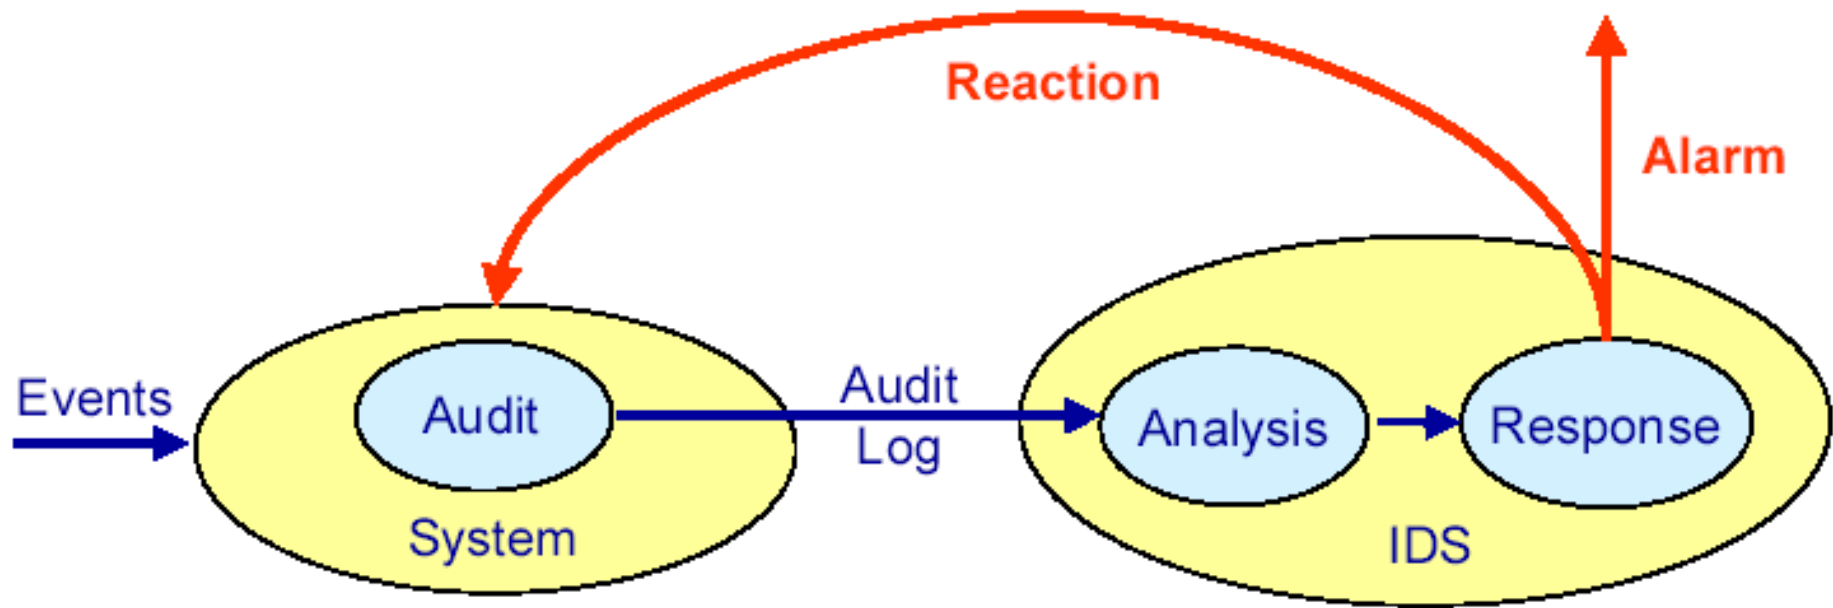 Reaction
Alarm
Events
Audit
Audit
Log
Analysis
Response
System
IDS